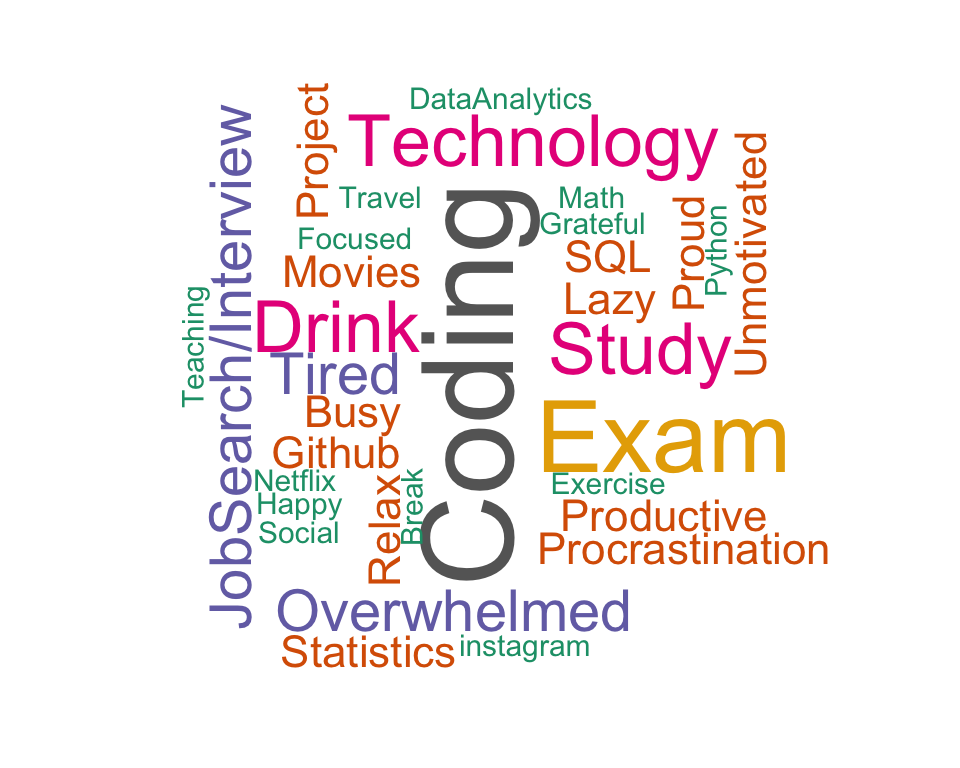 DataAnalytics
Technology
Project
JobSearch/Interview
Travel
Math
Grateful
Focused
Movies
SQL
Proud
Python
Unmotivated
Lazy
Teaching
Drink
Study
Coding
Tired
Busy
Exam
Github
Netflix
Exercise
Happy
Relax
Break
Productive
Social
Procrastination
Overwhelmed
Statistics
instagram